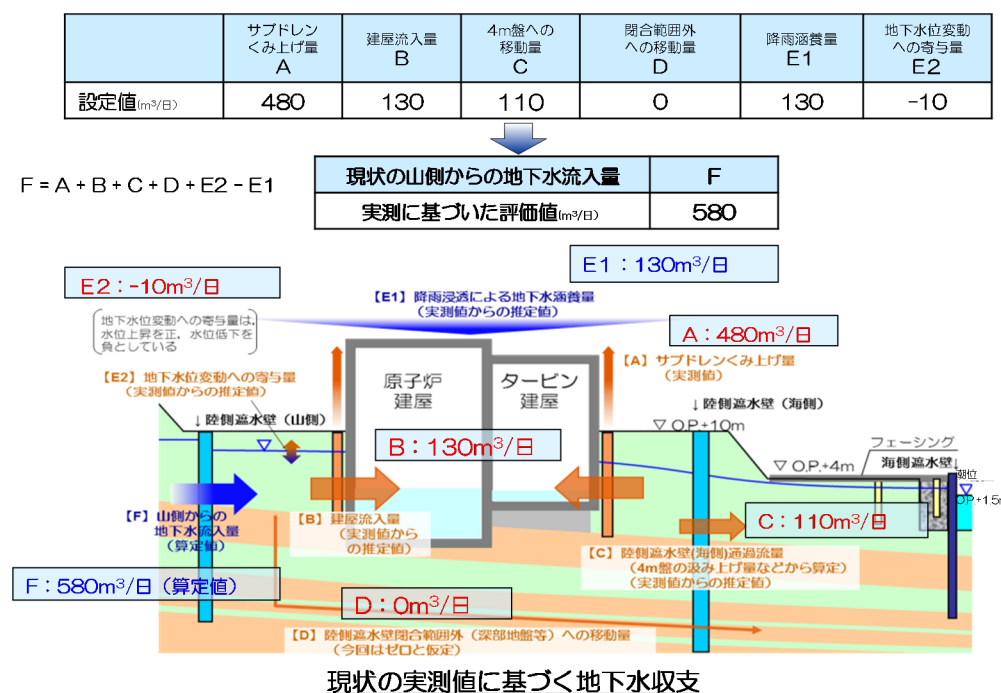 サブドレン
くみ上げ量
A
建屋流入量
B
4m盤への
移動量
C
閉合範囲外
への移動量
D
降雨涵養量
E1
地下水位変動
への寄与量
E2
設定値(m³/日)
480
130
110
0
130
-10
F=A+B+C+D+E2-E1
現状の山側からの地下水流入量
F
実測に基づいた評価値(m³/日)
580
E1:130m³/日
E2:-10m³/日
【E1】降雨浸透による地下水涵養量
(実測値からの推定値)
地下水位変動への寄与量は、
水位上昇を正、水位低下を
負としている
A:480m³/日
【A】サブドレンくみ上げ量
(実測値)
【E2】地下水位変動への寄与量
(実測値からの推定値)
原子炉
建屋
タービン
建屋
↓陸側遮水壁(山側)
↓陸側遮水壁(海側)
▽O.P.+10m
B:130m³/日
フェーシング
▽O.P.+4m
海側遮水壁↓
潮位
O.P.+1.5m
【F】山側からの
地下水流入量
(算定値)
【B】建屋流入量
(実測値から
の推定値)
C:110m³/日
【C】陸側遮水壁(海側)通過流量
(4m盤の汲み上げ量などから算定)
(実測値からの推定値)
F:580m³/日(算定値)
D:0m³/日
【D】陸側遮水壁閉合範囲外(深部地盤等)への移動量
(今回はゼロと仮定)
現状の実測値に基づく地下水収支